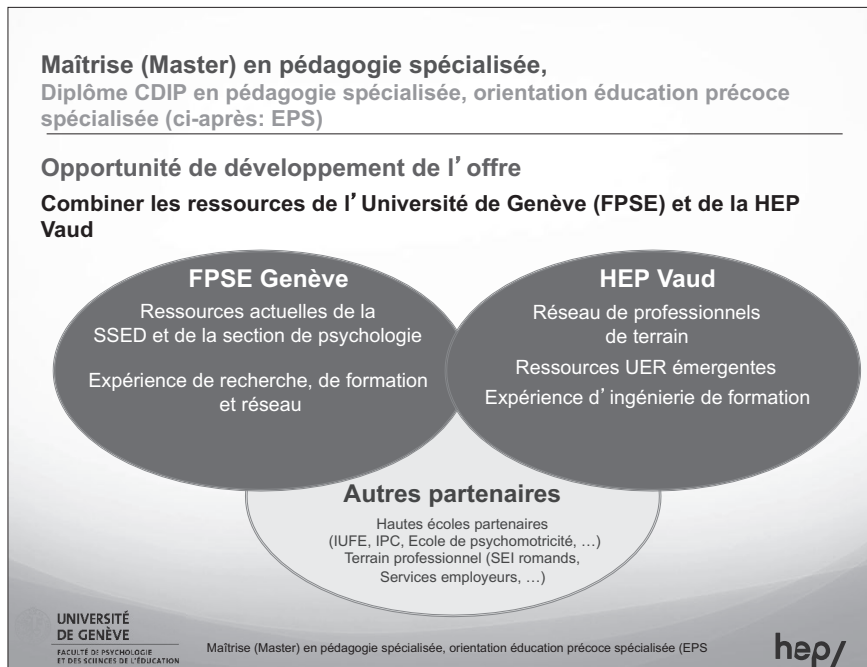 Maîtrise (Master) en pédagogie spécialisée,
Diplôme CDIP en pédagogie spécialisée, orientation éducation précoce
spécialisée (ci-après: EPS)
Opportunité de développement de l’offre
Combiner les ressources de l’Université de Genève (FPSE) et de la HEP
Vaud
FPSE Genève
Ressources actuelles de la
SSED et de la section de psychologie
Expérience de recherche, de formation
et réseau
HEP Vaud
Réseau de professionnels
de terrain
Ressources UER émergentes
Expérience d’ingénierie de formation
Autres partenaires
Hautes écoles partenaires
(IUFE, IPC, Ecole de psychomotricité, …)
Terrain professionnel (SEI romands,
Services employeurs, …)
UNIVERSITÉ
DE GENÈVE
FACULTÉ DE PSYCHOLOGIE
ET DES SCIENCES DE L'ÉDUCATION
Maîtrise (Master) en pédagogie spécialisée, orientation éducation précoce spécialisée (EPS
hep/